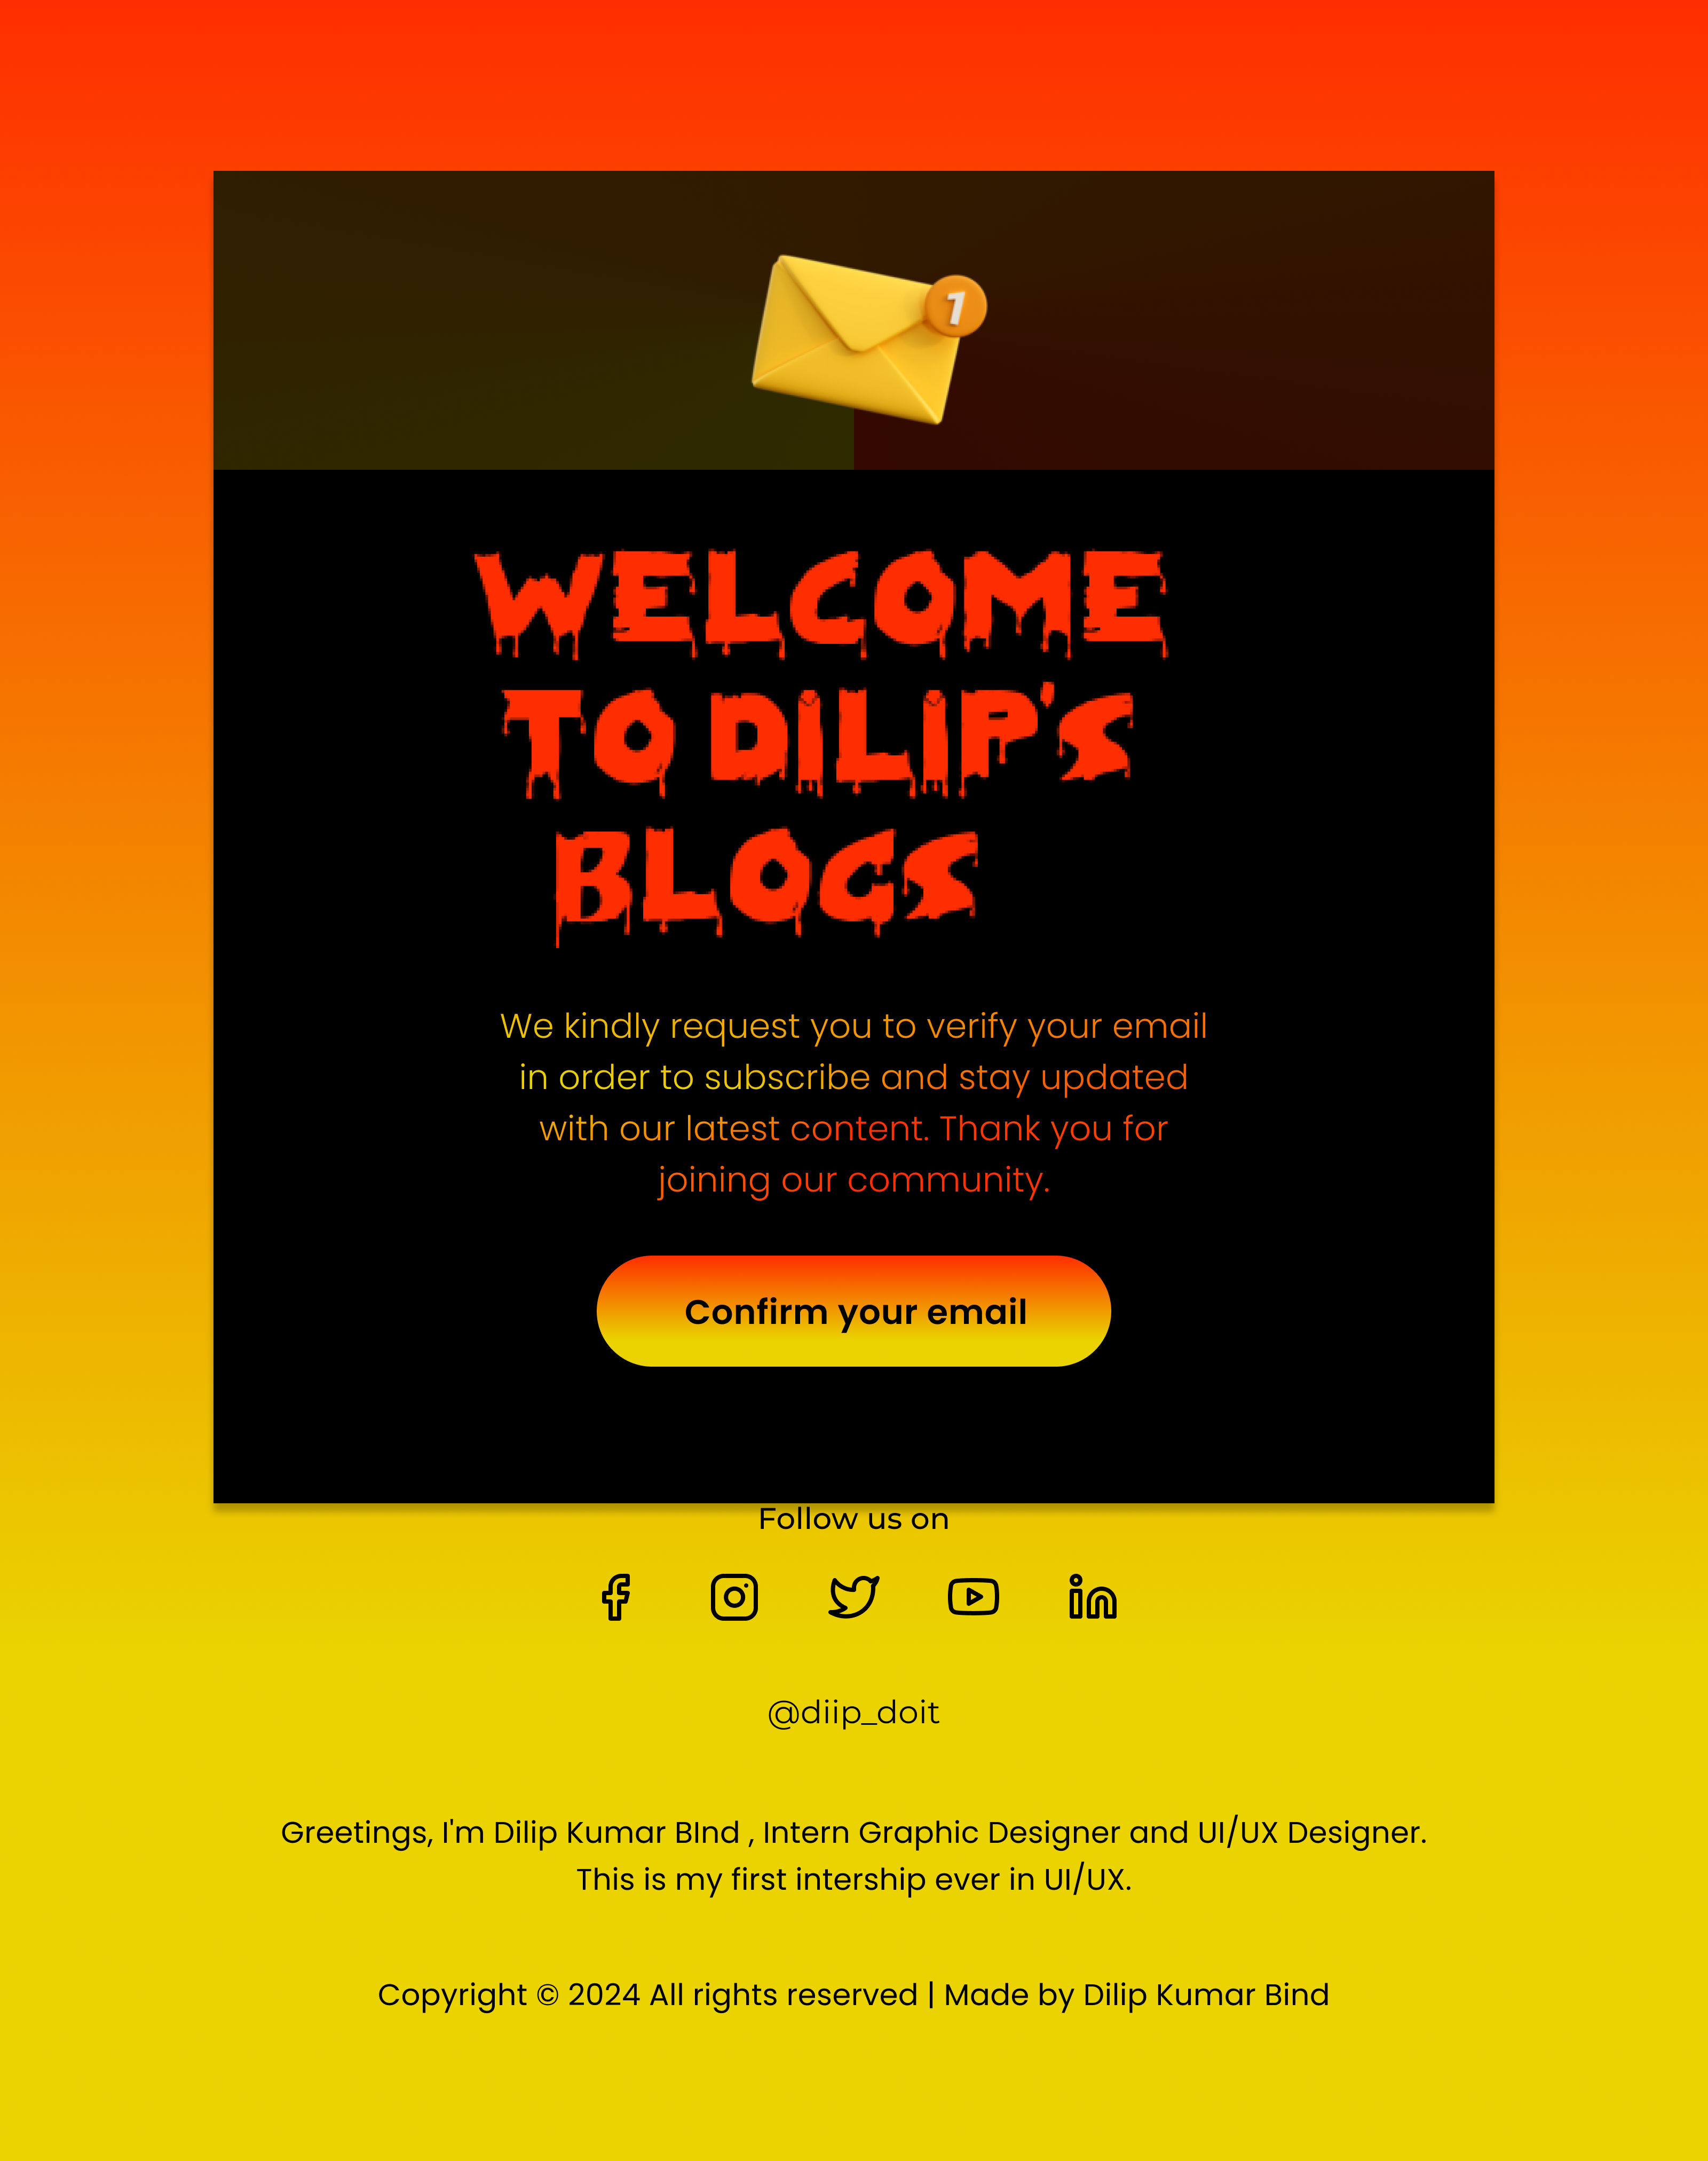 1
WELCOME
TO DILIP'S
BLOGS
We kindly request you to verify your email
in order to subscribe and stay updated
with our latest content. Thank you for
joining our community.
Confirm your email
Follow us on
@diip_doit
Greetings, I'm Dilip Kumar BInd , Intern Graphic Designer and UI/UX Designer.
This is my first intership ever in UI/UX.
Copyright © 2024 All rights reserved | Made by Dilip Kumar Bind